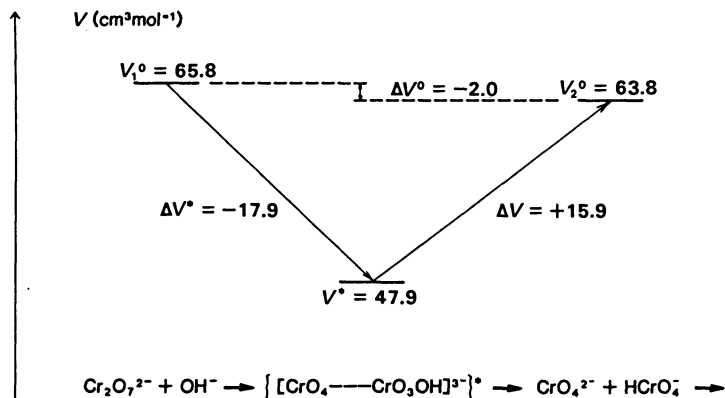 V (cm³mol⁻¹)
V₁° = 65.8
ΔV° = −2.0
V₂° = 63.8
ΔV* = −17.9
ΔV = +15.9
V* = 47.9
Cr₂O₇²⁻ + OH⁻ → {[CrO₄–––CrO₃OH]³⁻}* → CrO₄²⁻ + HCrO₄⁻ →